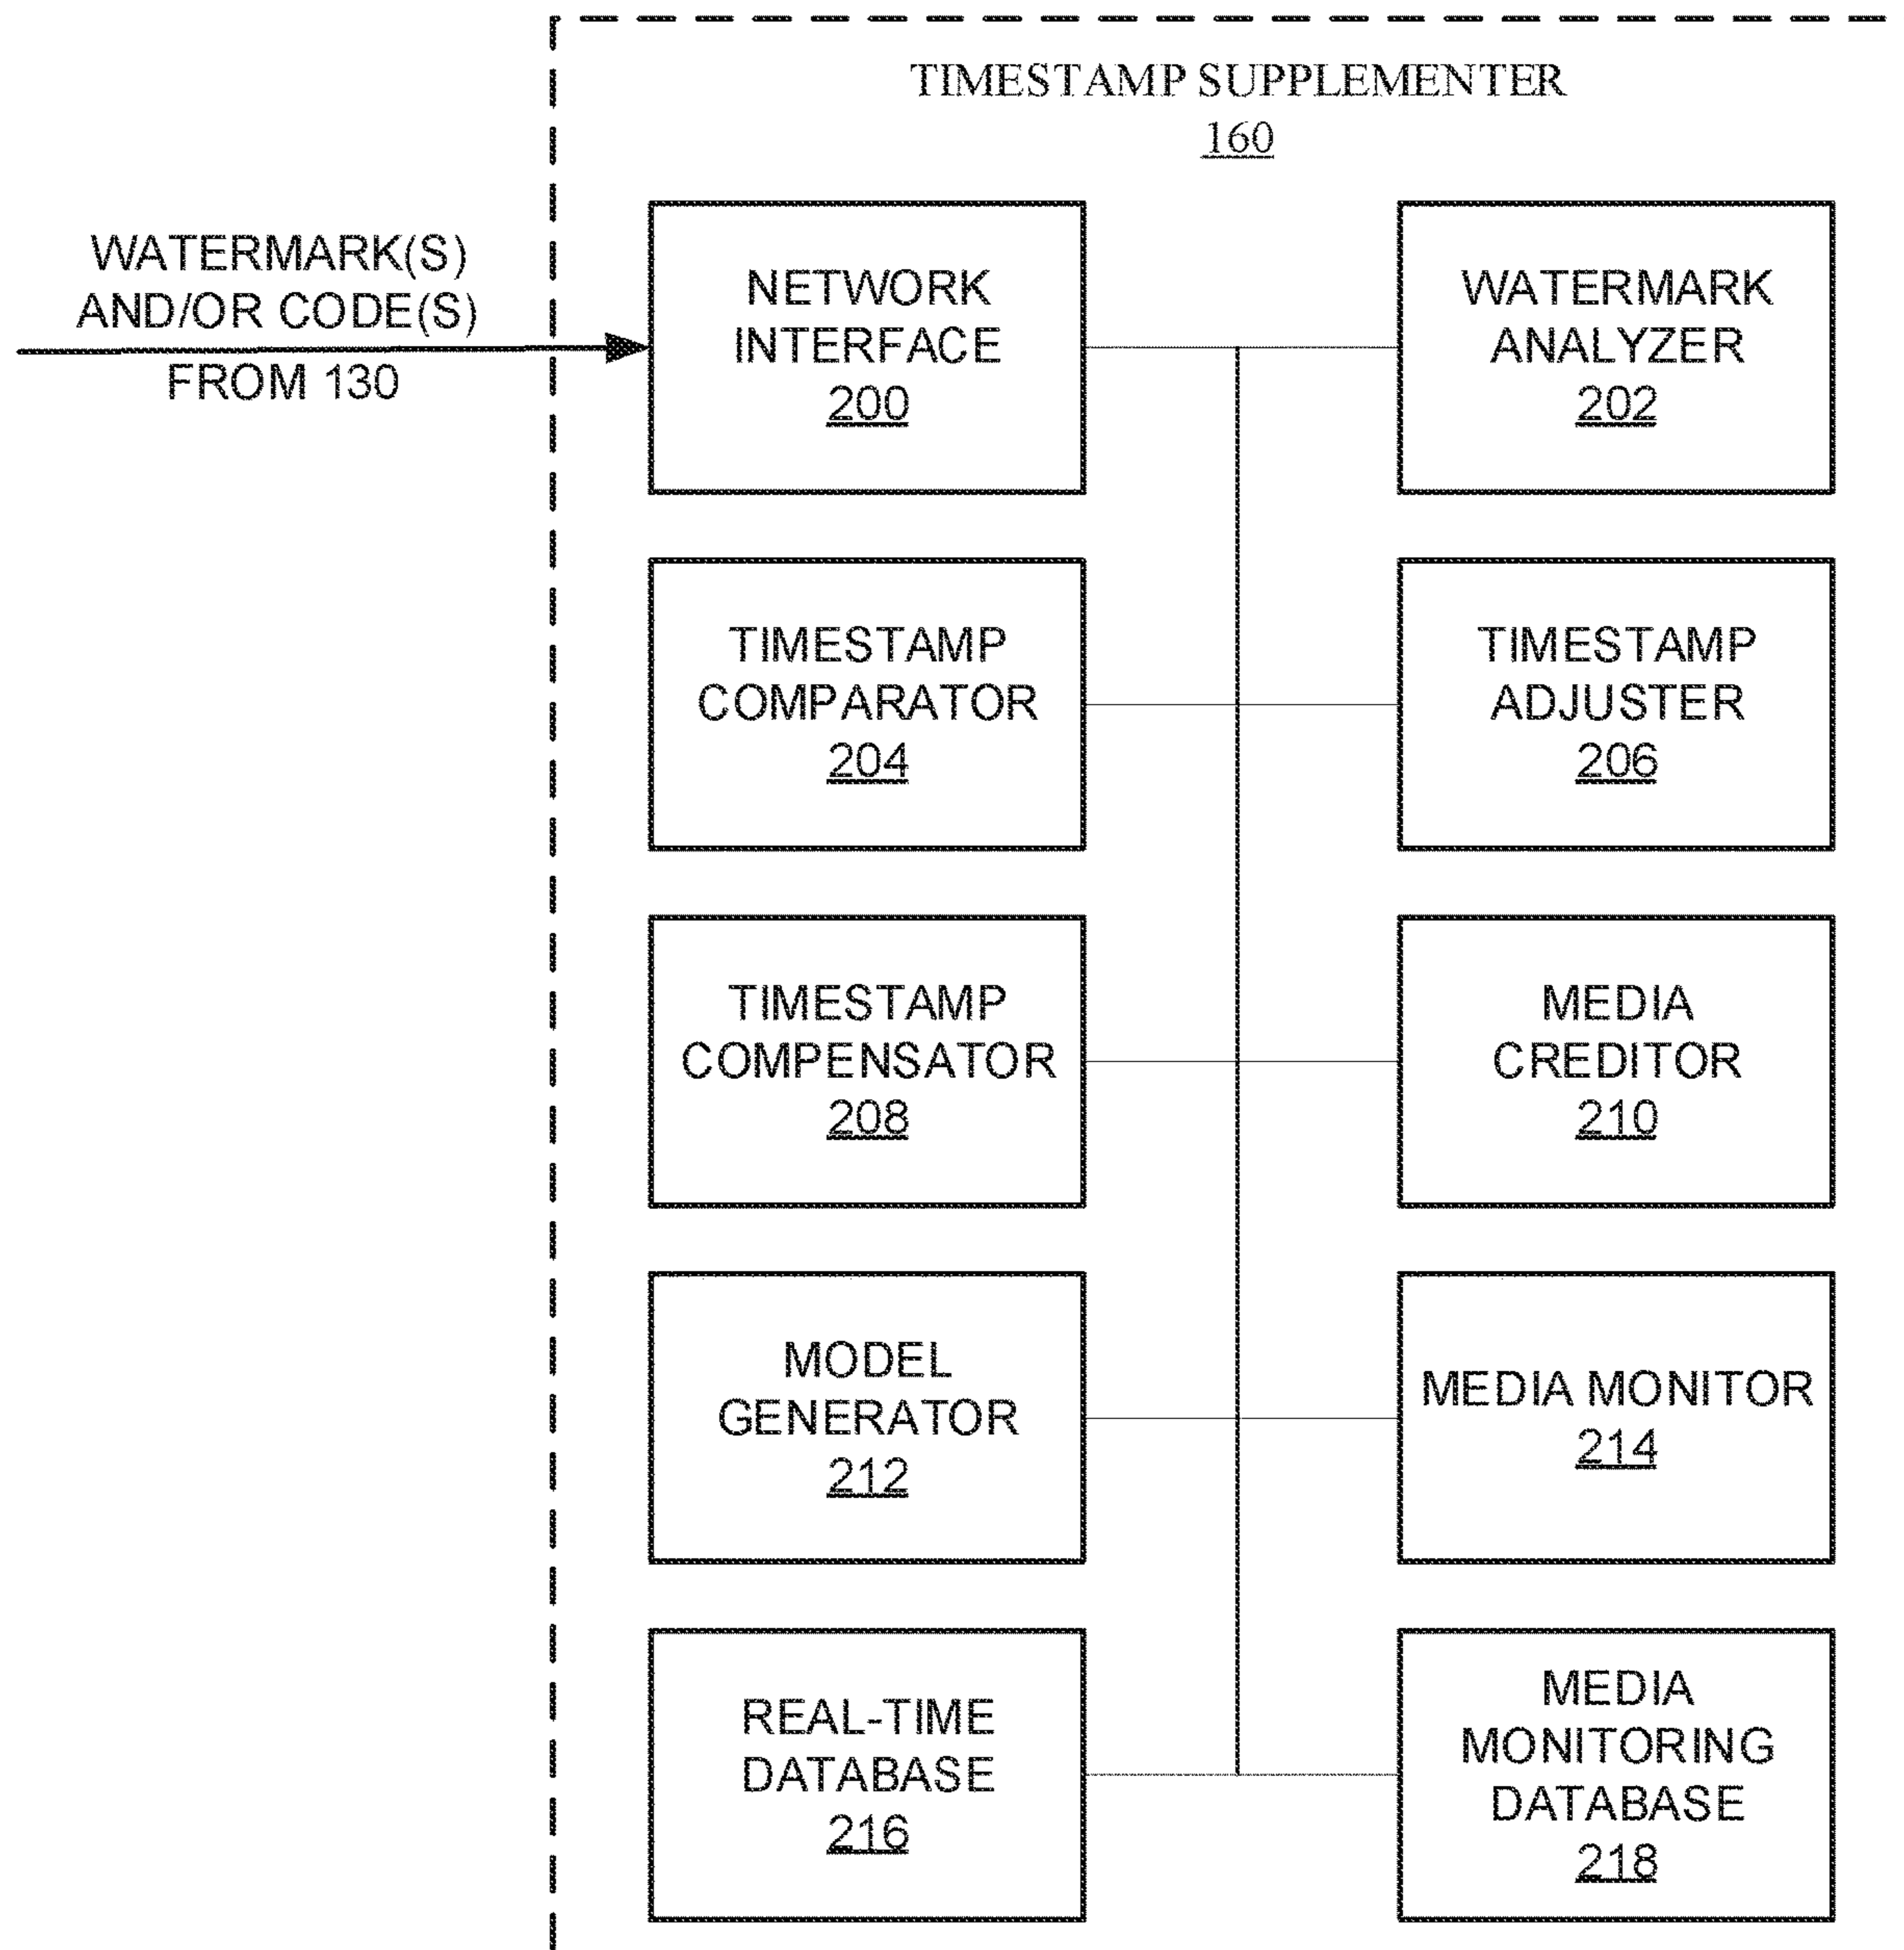 TIMESTAMP SUPPLEMENTER
160
WATERMARK(S)
AND/OR CODE(S)
FROM 130
NETWORK
INTERFACE
200
WATERMARK
ANALYZER
202
TIMESTAMP
COMPARATOR
204
TIMESTAMP
ADJUSTER
206
TIMESTAMP
COMPENSATOR
208
MEDIA
CREDITOR
210
MODEL
GENERATOR
212
MEDIA MONITOR
214
REAL-TIME
DATABASE
216
MEDIA
MONITORING
DATABASE
218